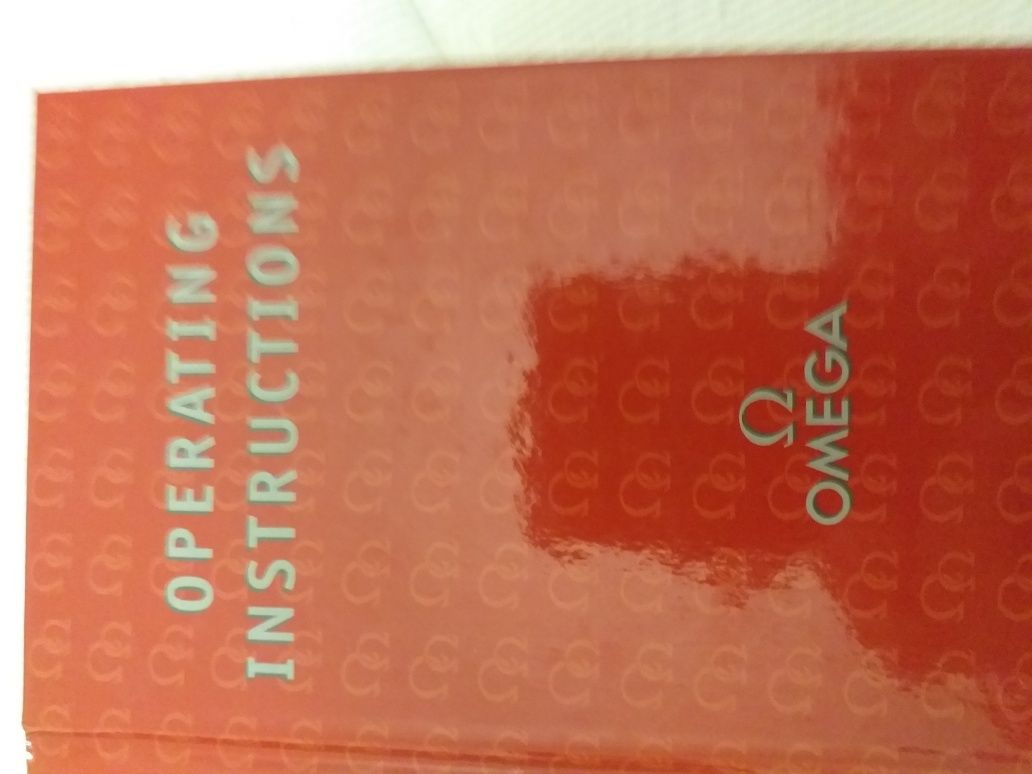 OPERATING
INSTRUCTIONS
Ω
OMEGA